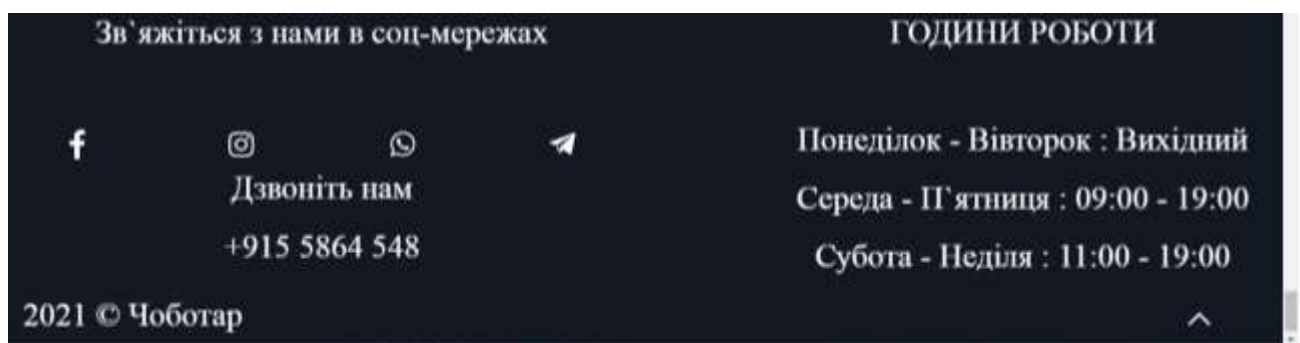 Зв`яжіться з нами в соц-мережах
Дзвоніть нам
+915 5864 548
ГОДИНИ РОБОТИ
Понеділок - Вівторок : Вихідний
Середа - П`ятниця : 09:00 - 19:00
Субота - Неділя : 11:00 - 19:00
2021 © Чоботар